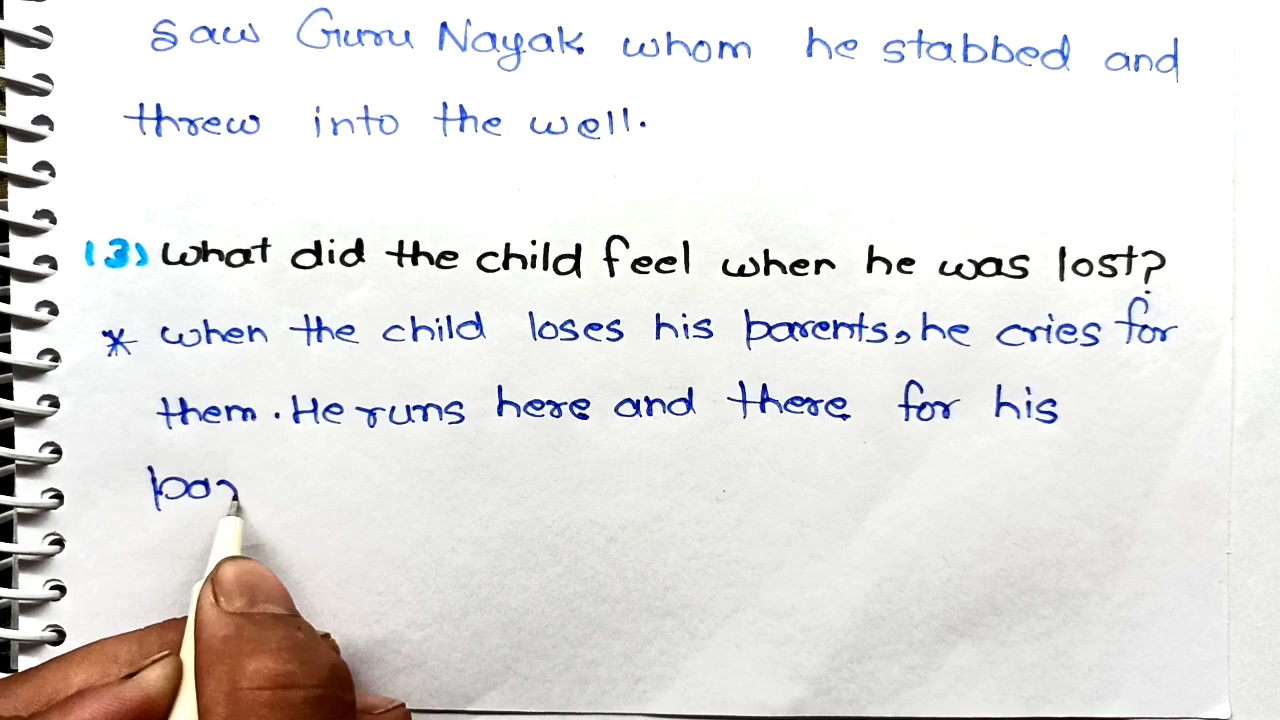 saw Guru Nayak whom he stabbed and
threw into the well.
(3) What did the child feel when he was lost?
* when the child loses his parents, he cries for
them. He runs here and there for his
par